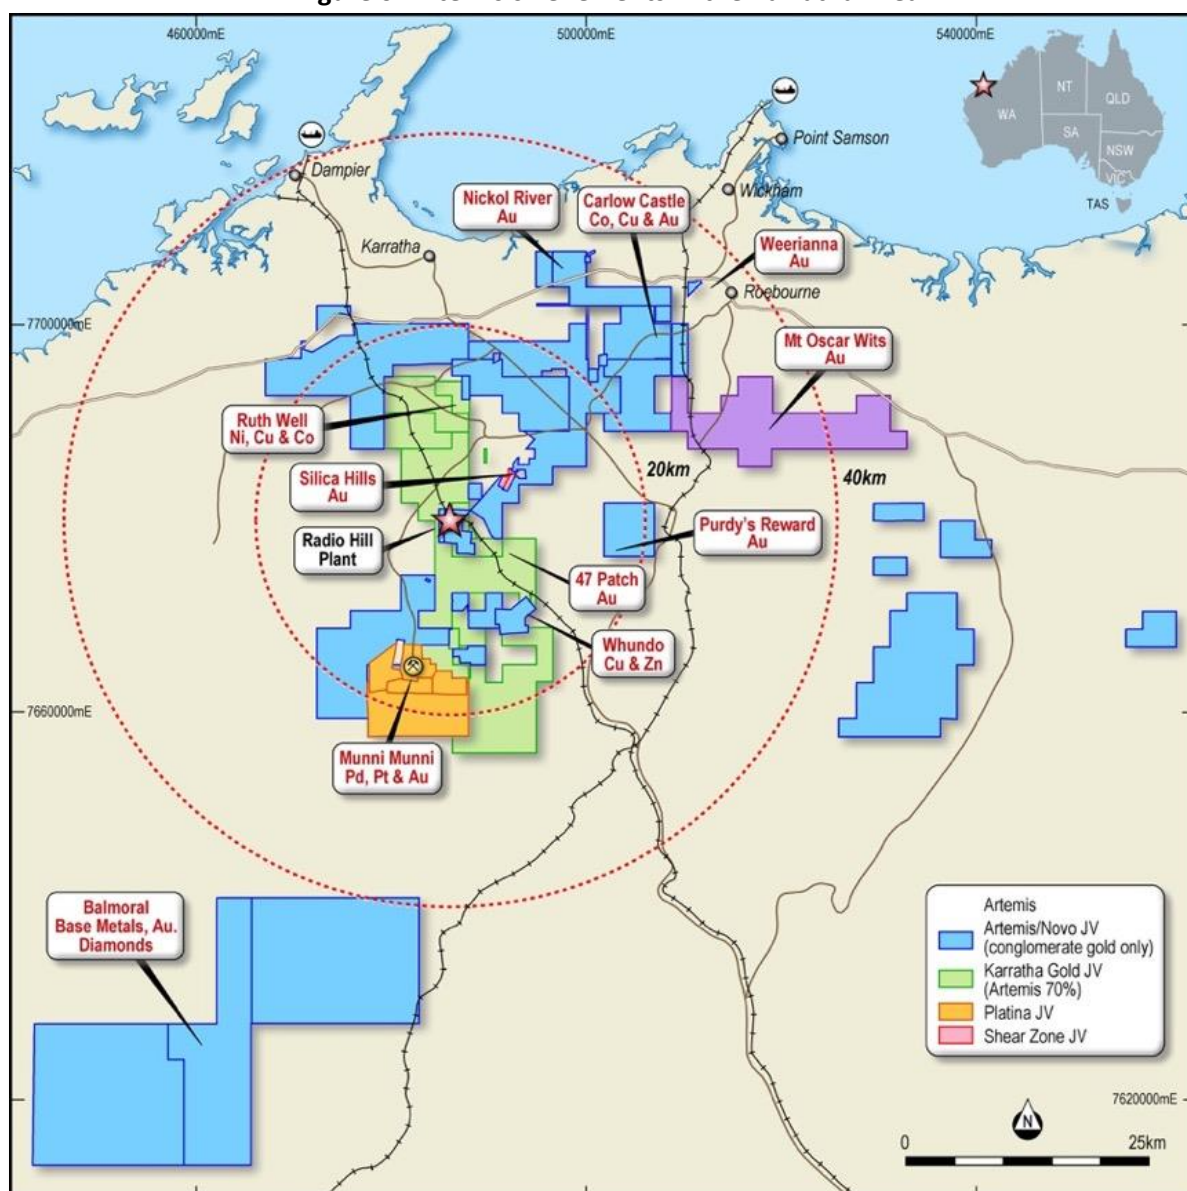 460000mE
500000mE
540000mE
NT
QLD
WA
SA
NSW
VIC
TAS
Point Samson
Dampier
Wickham
Nickol River
Au
Carlow Castle
Co, Cu & Au
Karratha
Weerianna
Au
Roebourne
7700000mE
Mt Oscar Wits
Au
Ruth Well
Ni, Cu & Co
20km
40km
Silica Hills
Au
Purdy's Reward
Au
Radio Hill
Plant
47 Patch
Au
Whundo
Cu & Zn
7660000mE
Munni Munni
Pd, Pt & Au
Balmoral
Base Metals, Au.
Diamonds
Artemis
Artemis/Novo JV
(conglomerate gold only)
Karratha Gold JV
(Artemis 70%)
Platina JV
Shear Zone JV
7620000mE
N
0
25km